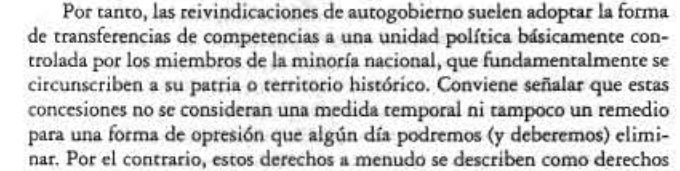 Por tanto, las reivindicaciones de autogobierno suelen adoptar la forma
de transferencias de competencias a una unidad política básicamente con-
trolada por los miembros de la minoría nacional, que fundamentalmente se
circunscriben a su patria o territorio histórico. Conviene señalar que estas
concesiones no se consideran una medida temporal ni tampoco un remedio
para una forma de opresión que algún día podremos (y deberemos) elimi-
nar. Por el contrario, estos derechos a menudo se describen como derechos